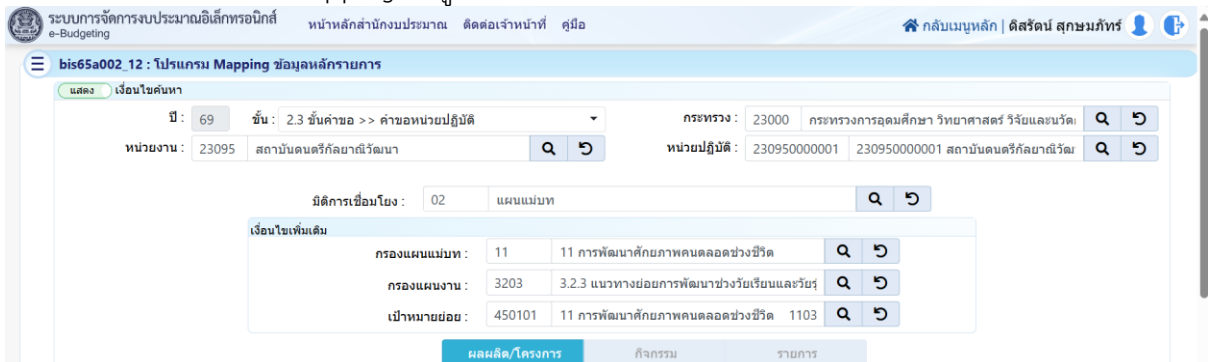 ระบบการจัดการงบประมาณอิเล็กทรอนิกส์
e-Budgeting
หน้าหลักสำนักงบประมาณ ติดต่อเจ้าหน้าที่ คู่มือ
กลับเมนูหลัก | ดิสรัตน์ สุกษมภัทร์
bis65a002_12 : โปรแกรม Mapping ข้อมูลหลักรายการ
แสดง เงื่อนไขค้นหา
ปี : 69 ชั้น : 2.3 ชั้นคำขอ >> คำขอหน่วยปฏิบัติ กระทรวง : 23000 กระทรวงการอุดมศึกษา วิทยาศาสตร์ วิจัยและนวัต
หน่วยงาน : 23095 สถาบันดนตรีกัลยาณิวัฒนา หน่วยปฏิบัติ : 230950000001 230950000001 สถาบันดนตรีกัลยาณิวัฒ
มิติการเชื่อมโยง : 02 แผนแม่บท
เงื่อนไขเพิ่มเติม
กรองแผนแม่บท : 11 11 การพัฒนาศักยภาพคนตลอดช่วงชีวิต
กรองแผนงาน : 3203 3.2.3 แนวทางย่อยการพัฒนาช่วงวัยเรียนและวัยรุ่
เป้าหมายย่อย : 450101 11 การพัฒนาศักยภาพคนตลอดช่วงชีวิต 1103
ผลผลิต/โครงการ กิจกรรม รายการ